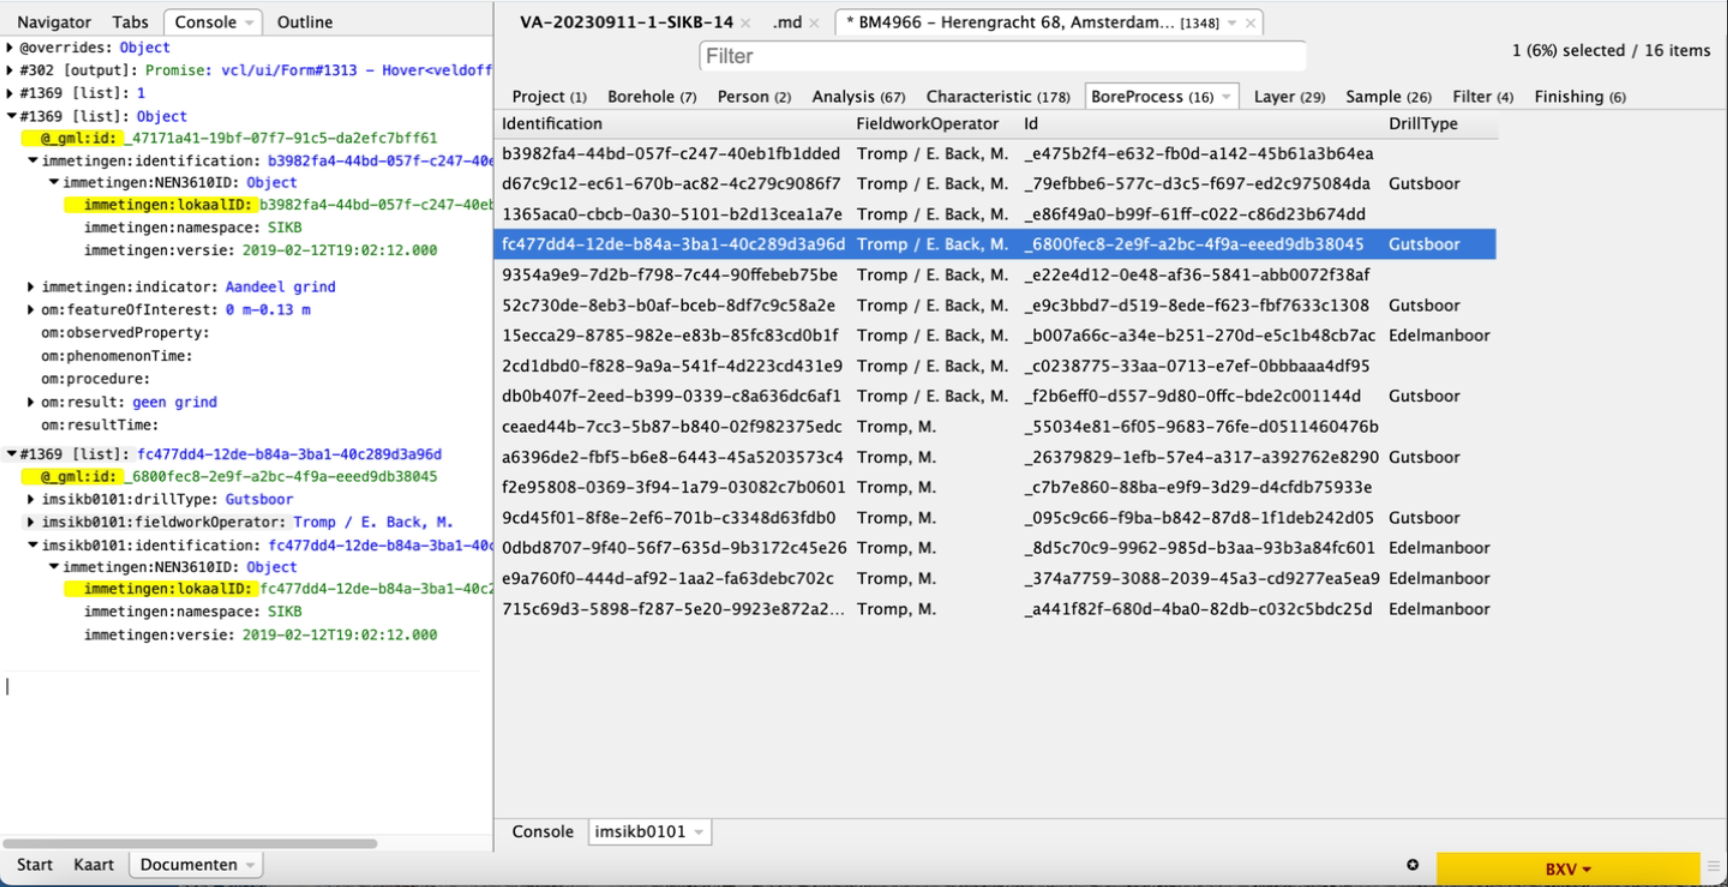 Navigator Tabs Console Outline
@overrides: Object
#302 [output]: Promise: vcl/ui/Form#1313 – Hover<veldoff
#1369 [list]: 1
#1369 [list]: Object
@_gml:id: _47171a41-19bf-07f7-91c5-da2efc7bff61
immetingen:identification: b3982fa4-44bd-057f-c247-40e
immetingen:NEN3610ID: Object
immetingen:lokaalID: b3982fa4-44bd-057f-c247-40eb
immetingen:namespace: SIKB
immetingen:versie: 2019-02-12T19:02:12.000
immetingen:indicator: Aandeel grind
om:featureOfInterest: 0 m-0.13 m
om:observedProperty:
om:phenomenonTime:
om:procedure:
om:result: geen grind
om:resultTime:
#1369 [list]: fc477dd4-12de-b84a-3ba1-40c289d3a96d
@_gml:id: _6800fec8-2e9f-a2bc-4f9a-eeed9db38045
imsikb0101:drillType: Gutsboor
imsikb0101:fieldworkOperator: Tromp / E. Back, M.
imsikb0101:identification: fc477dd4-12de-b84a-3ba1-40c
immetingen:NEN3610ID: Object
immetingen:lokaalID: fc477dd4-12de-b84a-3ba1-40c2
immetingen:namespace: SIKB
immetingen:versie: 2019-02-12T19:02:12.000
VA-20230911-1-SIKB-14 .md * BM4966 – Herengracht 68, Amsterdam... [1348]
Filter
1 (6%) selected / 16 items
Project (1) Borehole (7) Person (2) Analysis (67) Characteristic (178) BoreProcess (16) Layer (29) Sample (26) Filter (4) Finishing (6)
Identification FieldworkOperator Id DrillType
b3982fa4-44bd-057f-c247-40eb1fb1dded Tromp / E. Back, M. _e475b2f4-e632-fb0d-a142-45b61a3b64ea
d67c9c12-ec61-670b-ac82-4c279c9086f7 Tromp / E. Back, M. _79efbbe6-577c-d3c5-f697-ed2c975084da Gutsboor
1365aca0-cbcb-0a30-5101-b2d13cea1a7e Tromp / E. Back, M. _e86f49a0-b99f-61ff-c022-c86d23b674dd
fc477dd4-12de-b84a-3ba1-40c289d3a96d Tromp / E. Back, M. _6800fec8-2e9f-a2bc-4f9a-eeed9db38045 Gutsboor
9354a9e9-7d2b-f798-7c44-90ffebeb75be Tromp / E. Back, M. _e22e4d12-0e48-af36-5841-abb0072f38af
52c730de-8eb3-b0af-bceb-8df7c9c58a2e Tromp / E. Back, M. _e9c3bbd7-d519-8ede-f623-fbf7633c1308 Gutsboor
15ecca29-8785-982e-e83b-85fc83cd0b1f Tromp / E. Back, M. _b007a66c-a34e-b251-270d-e5c1b48cb7ac Edelmanboor
2cd1dbd0-f828-9a9a-541f-4d223cd431e9 Tromp / E. Back, M. _c0238775-33aa-0713-e7ef-0bbbaaa4df95
db0b407f-2eed-b399-0339-c8a636dc6af1 Tromp / E. Back, M. _f2b6eff0-d557-9d80-0ffc-bde2c001144d Gutsboor
ceaed44b-7cc3-5b87-b840-02f982375edc Tromp, M. _55034e81-6f05-9683-76fe-d0511460476b
a6396de2-fbf5-b6e8-6443-45a5203573c4 Tromp, M. _26379829-1efb-57e4-a317-a392762e8290 Gutsboor
f2e95808-0369-3f94-1a79-03082c7b0601 Tromp, M. _c7b7e860-88ba-e9f9-3d29-d4cfdb75933e
9cd45f01-8f8e-2ef6-701b-c3348d63fdb0 Tromp, M. _095c9c66-f9ba-b842-87d8-1f1deb242d05 Gutsboor
0dbd8707-9f40-56f7-635d-9b3172c45e26 Tromp, M. _8d5c70c9-9962-985d-b3aa-93b3a84fc601 Edelmanboor
e9a760f0-444d-af92-1aa2-fa63debc702c Tromp, M. _374a7759-3088-2039-45a3-cd9277ea5ea9 Edelmanboor
715c69d3-5898-f287-5e20-9923e872a2... Tromp, M. _a441f82f-680d-4ba0-82db-c032c5bdc25d Edelmanboor
Console imsikb0101
Start Kaart Documenten
BXV